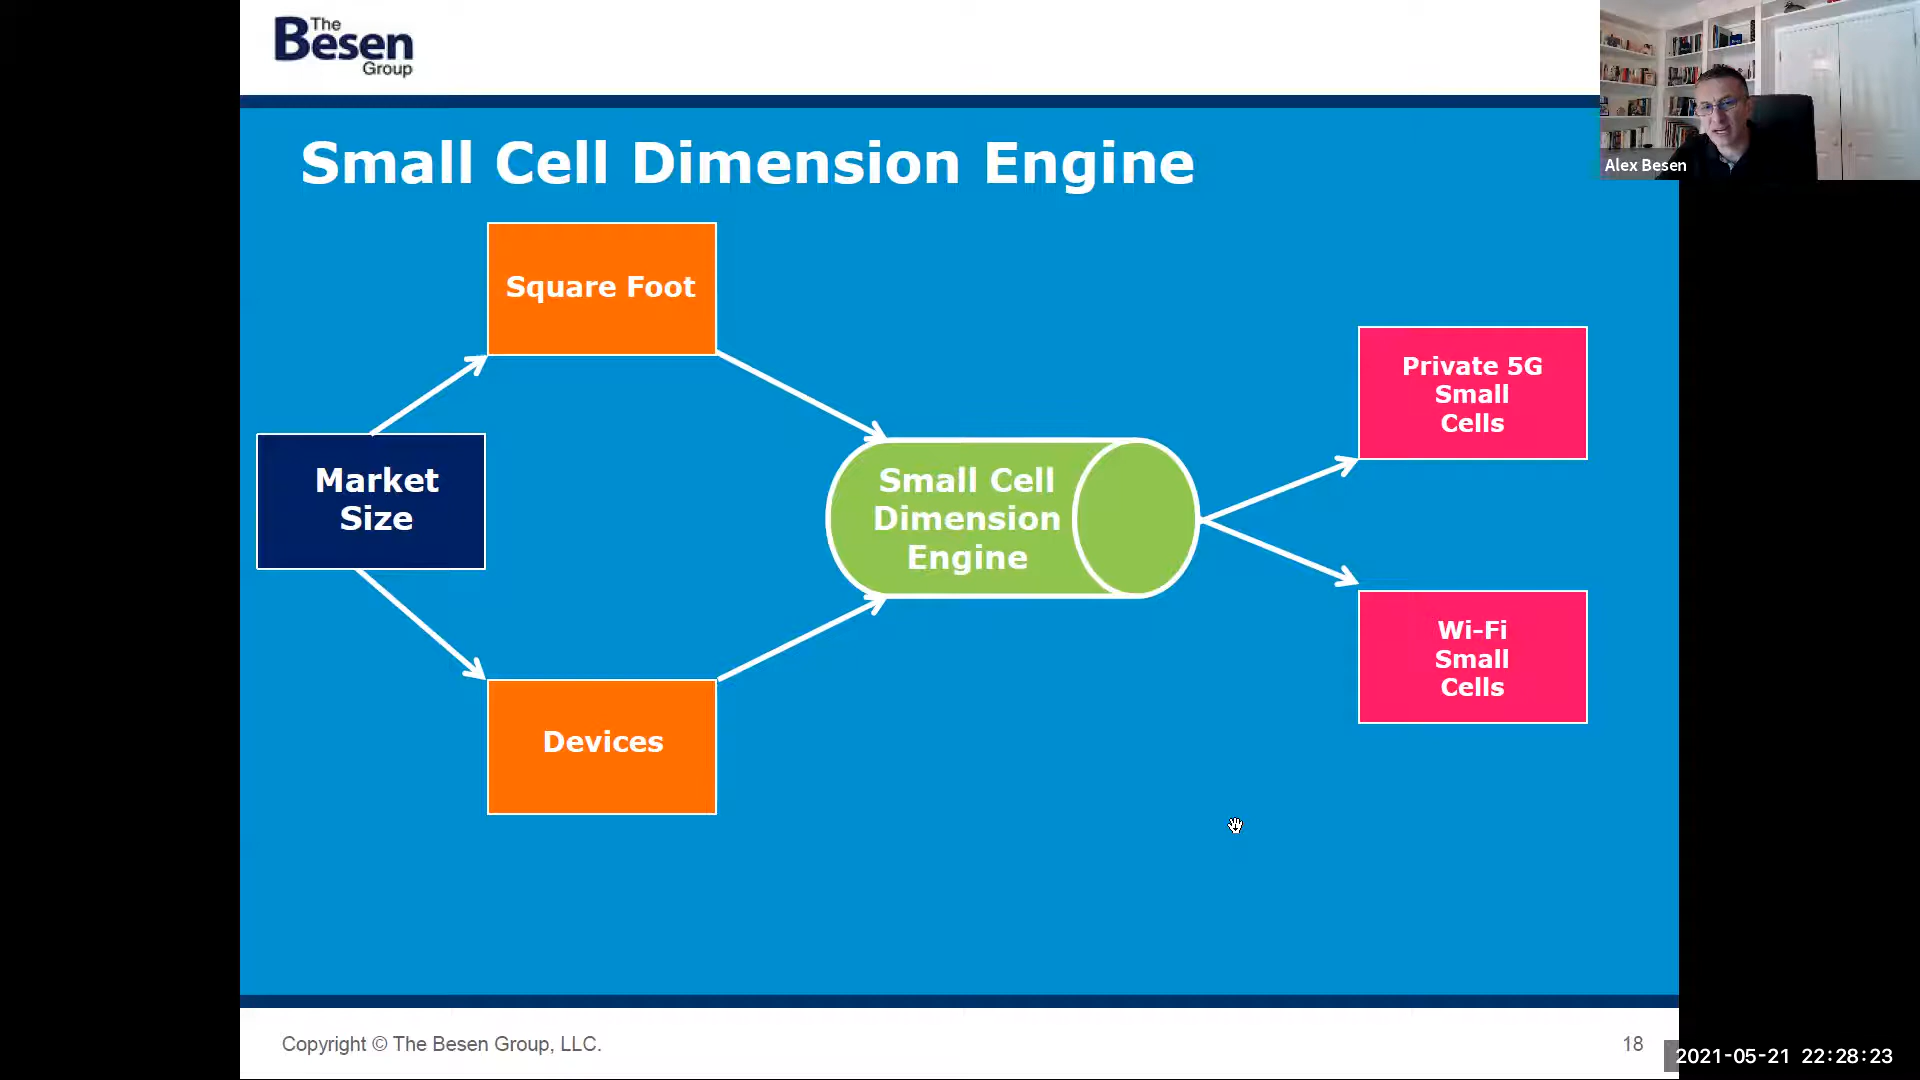 The
Besen
Group
Alex Besen
Small Cell Dimension Engine
Square Foot
Market
Size
Devices
Small Cell
Dimension
Engine
Private 5G
Small
Cells
Wi-Fi
Small
Cells
Copyright © The Besen Group, LLC.
18
2021-05-21 22:28:23